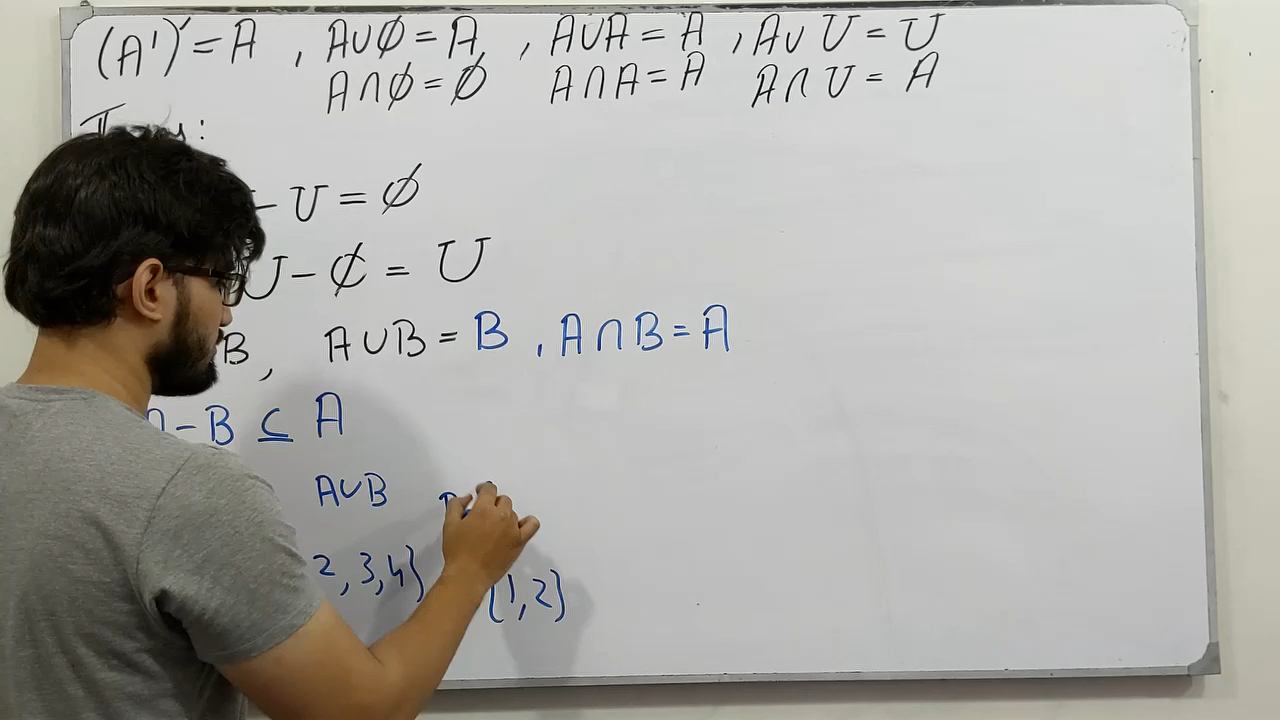 (A')' = A , A∪∅ = A , A∪A = A , A∪U = U
A∩∅ = ∅ A∩A = A A∩U = A
- U = ∅
U - ∅ = U
B , A∪B = B , A∩B = A
A - B ⊆ A
A∪B
2, 3, 4} {1, 2}